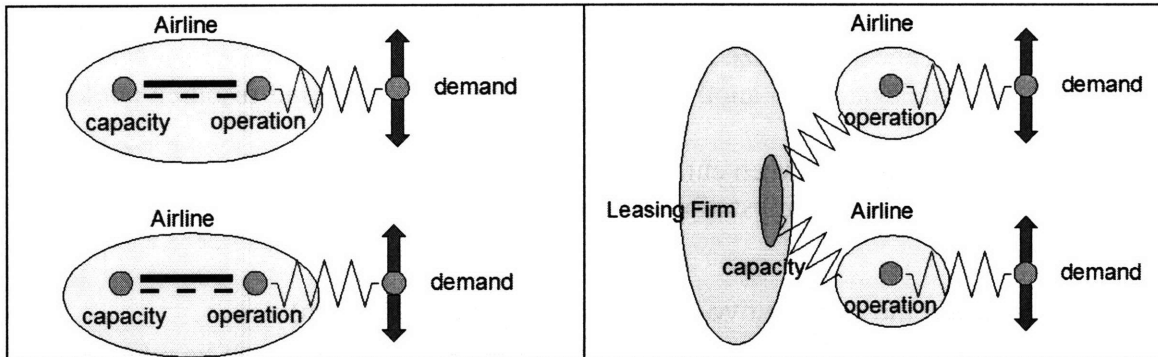 Airline
demand
capacity operation
Airline
demand
capacity operation
Airline
demand
operation
Leasing Firm
Airline
capacity
demand
operation